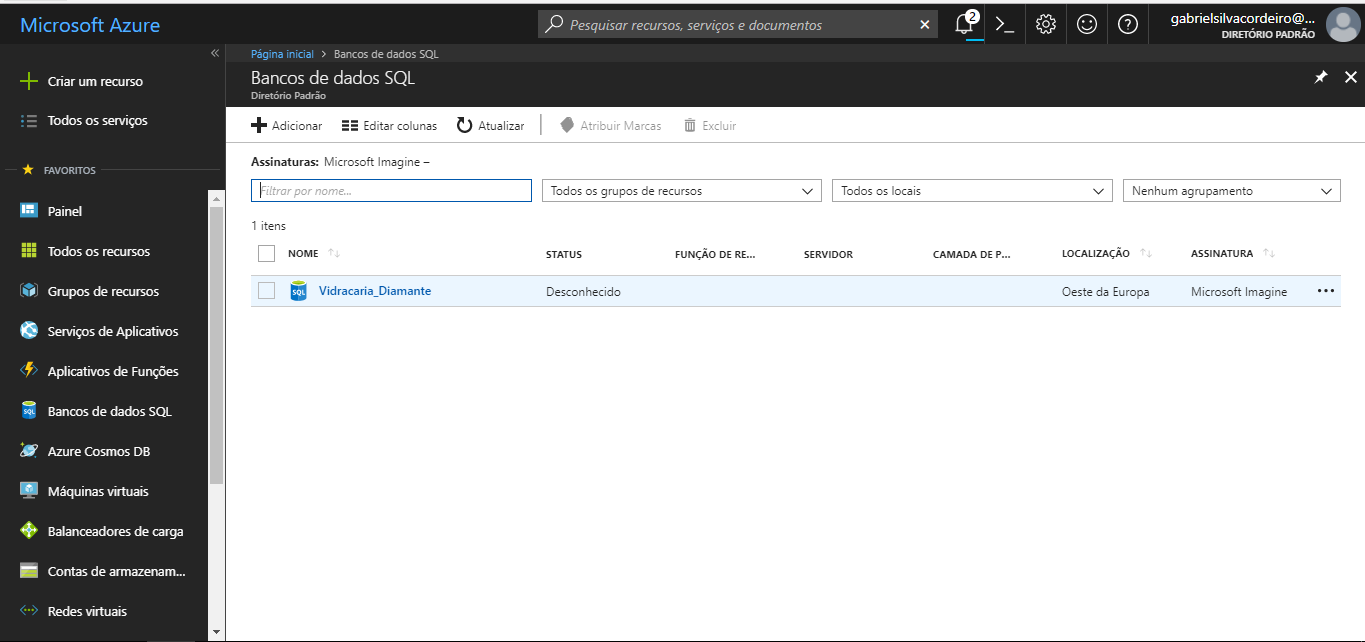 Microsoft Azure
Pesquisar recursos, serviços e documentos
2
gabrielsilvacordeiro@...
DIRETÓRIO PADRÃO
Criar um recurso
Todos os serviços
FAVORITOS
Painel
Todos os recursos
Grupos de recursos
Serviços de Aplicativos
Aplicativos de Funções
Bancos de dados SQL
Azure Cosmos DB
Máquinas virtuais
Balanceadores de carga
Contas de armazenam...
Redes virtuais
Página inicial > Bancos de dados SQL
Bancos de dados SQL
Diretório Padrão
Adicionar Editar colunas Atualizar Atribuir Marcas Excluir
Assinaturas: Microsoft Imagine –
Filtrar por nome... Todos os grupos de recursos Todos os locais Nenhum agrupamento
1 itens
NOME STATUS FUNÇÃO DE RE... SERVIDOR CAMADA DE P... LOCALIZAÇÃO ASSINATURA
SQL Vidracaria_Diamante Desconhecido Oeste da Europa Microsoft Imagine